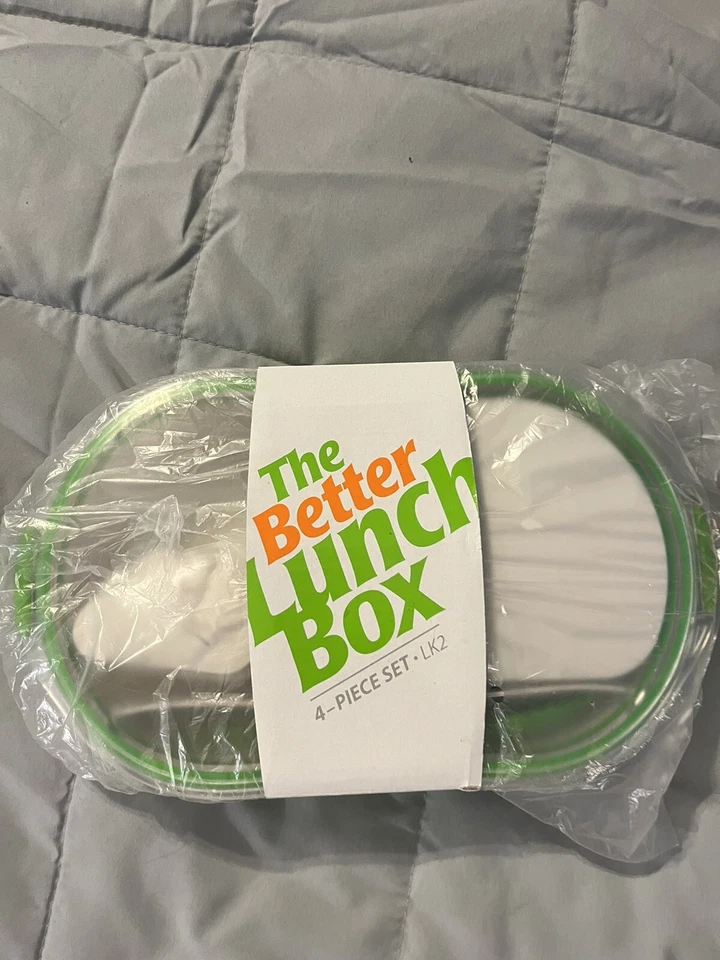 The
Better
Lunch
Box
4-PIECE SET • LK2